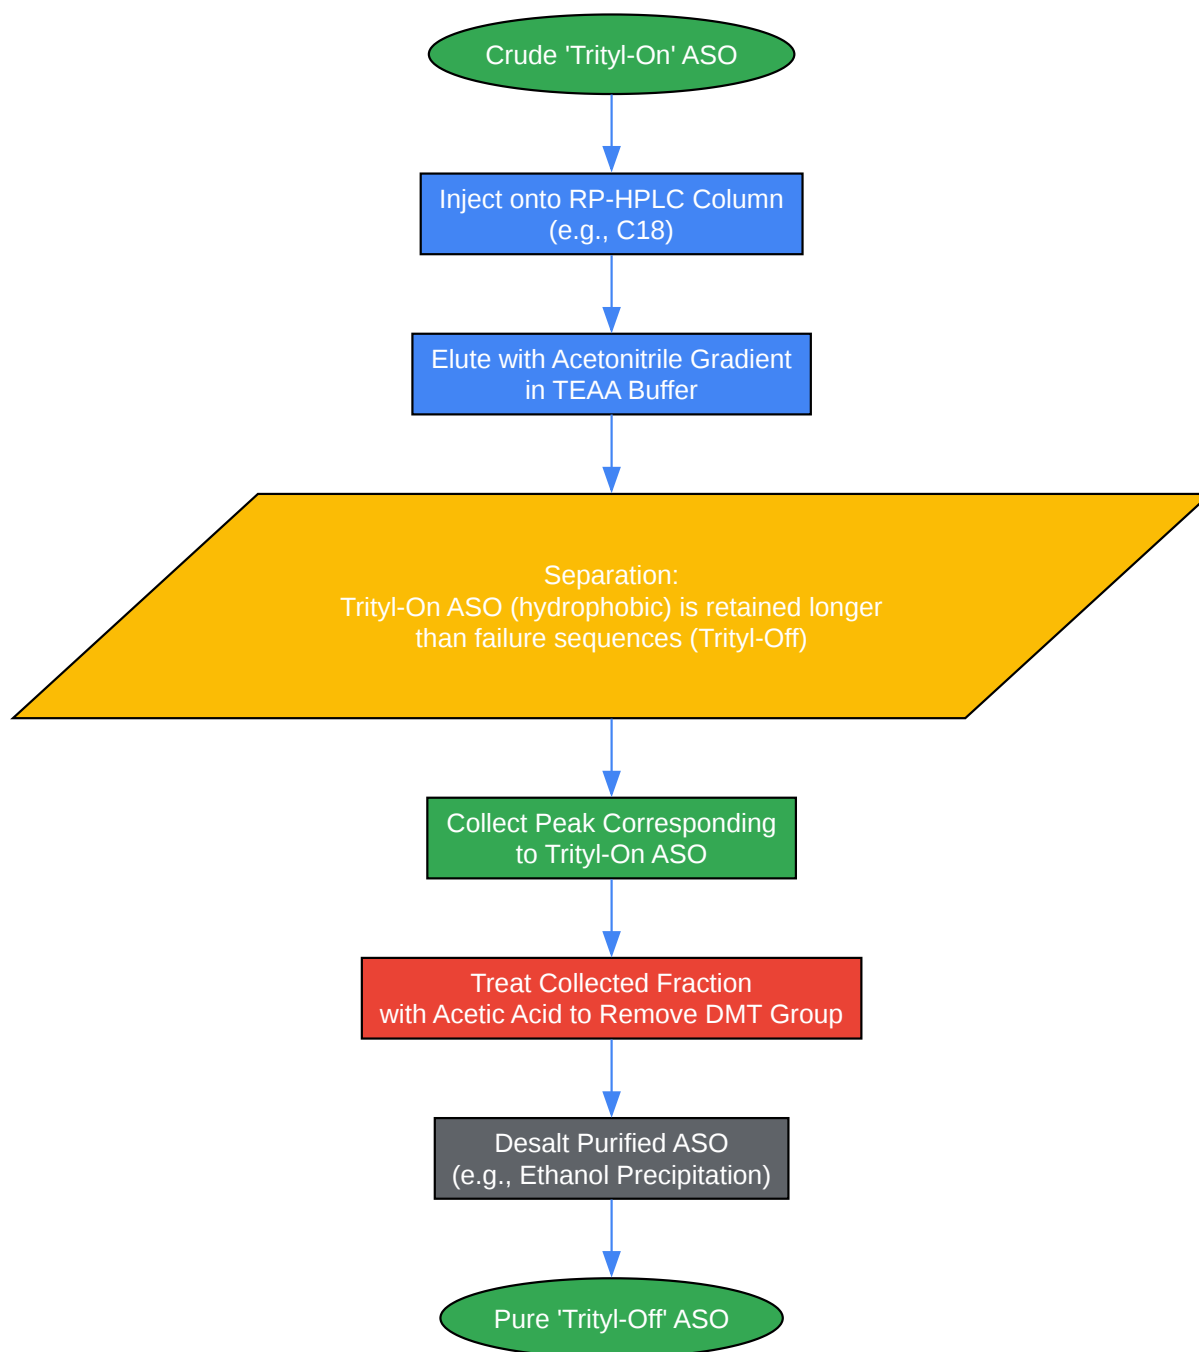 Crude 'Trityl-On' ASO
Inject onto RP-HPLC Column
(e.g., C18)
Elute with Acetonitrile Gradient
in TEAA Buffer
Separation:
Trityl-On ASO (hydrophobic) is retained longer
than failure sequences (Trityl-Off)
Collect Peak Corresponding
to Trityl-On ASO
Treat Collected Fraction
with Acetic Acid to Remove DMT Group
Desalt Purified ASO
(e.g., Ethanol Precipitation)
Pure 'Trityl-Off' ASO